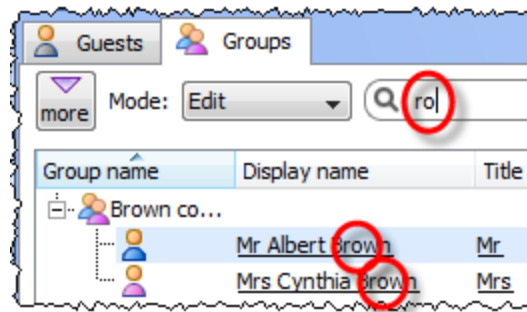 Guests Groups
more Mode: Edit ro
Group name Display name Title
Brown co...
Mr Albert Brown Mr
Mrs Cynthia Brown Mrs